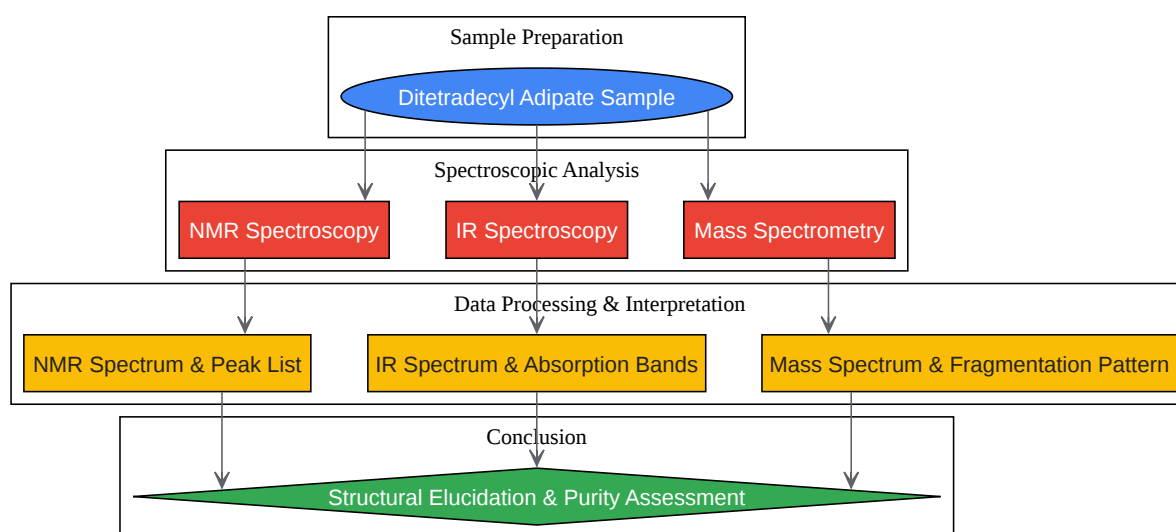 Sample Preparation
Ditetradecyl Adipate Sample
Spectroscopic Analysis
NMR Spectroscopy
IR Spectroscopy
Mass Spectrometry
Data Processing & Interpretation
NMR Spectrum & Peak List
IR Spectrum & Absorption Bands
Mass Spectrum & Fragmentation Pattern
Conclusion
Structural Elucidation & Purity Assessment